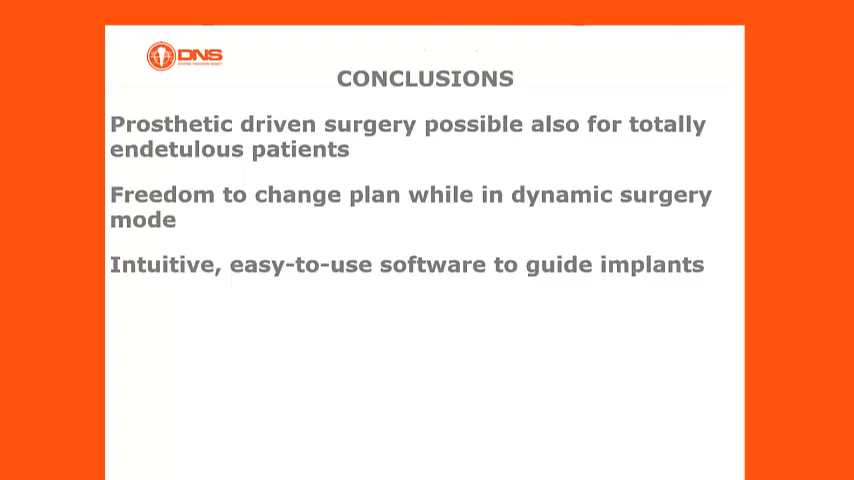 DNS
CONCLUSIONS
Prosthetic driven surgery possible also for totally
endetulous patients
Freedom to change plan while in dynamic surgery
mode
Intuitive, easy-to-use software to guide implants